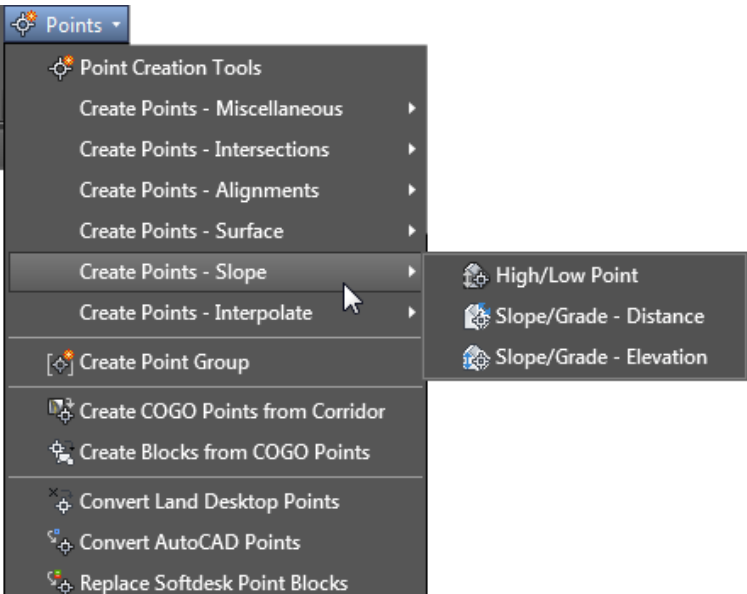 Points
Point Creation Tools
Create Points - Miscellaneous
Create Points - Intersections
Create Points - Alignments
Create Points - Surface
Create Points - Slope
High/Low Point
Slope/Grade - Distance
Slope/Grade - Elevation
Create Points - Interpolate
Create Point Group
Create COGO Points from Corridor
Create Blocks from COGO Points
Convert Land Desktop Points
Convert AutoCAD Points
Replace Softdesk Point Blocks